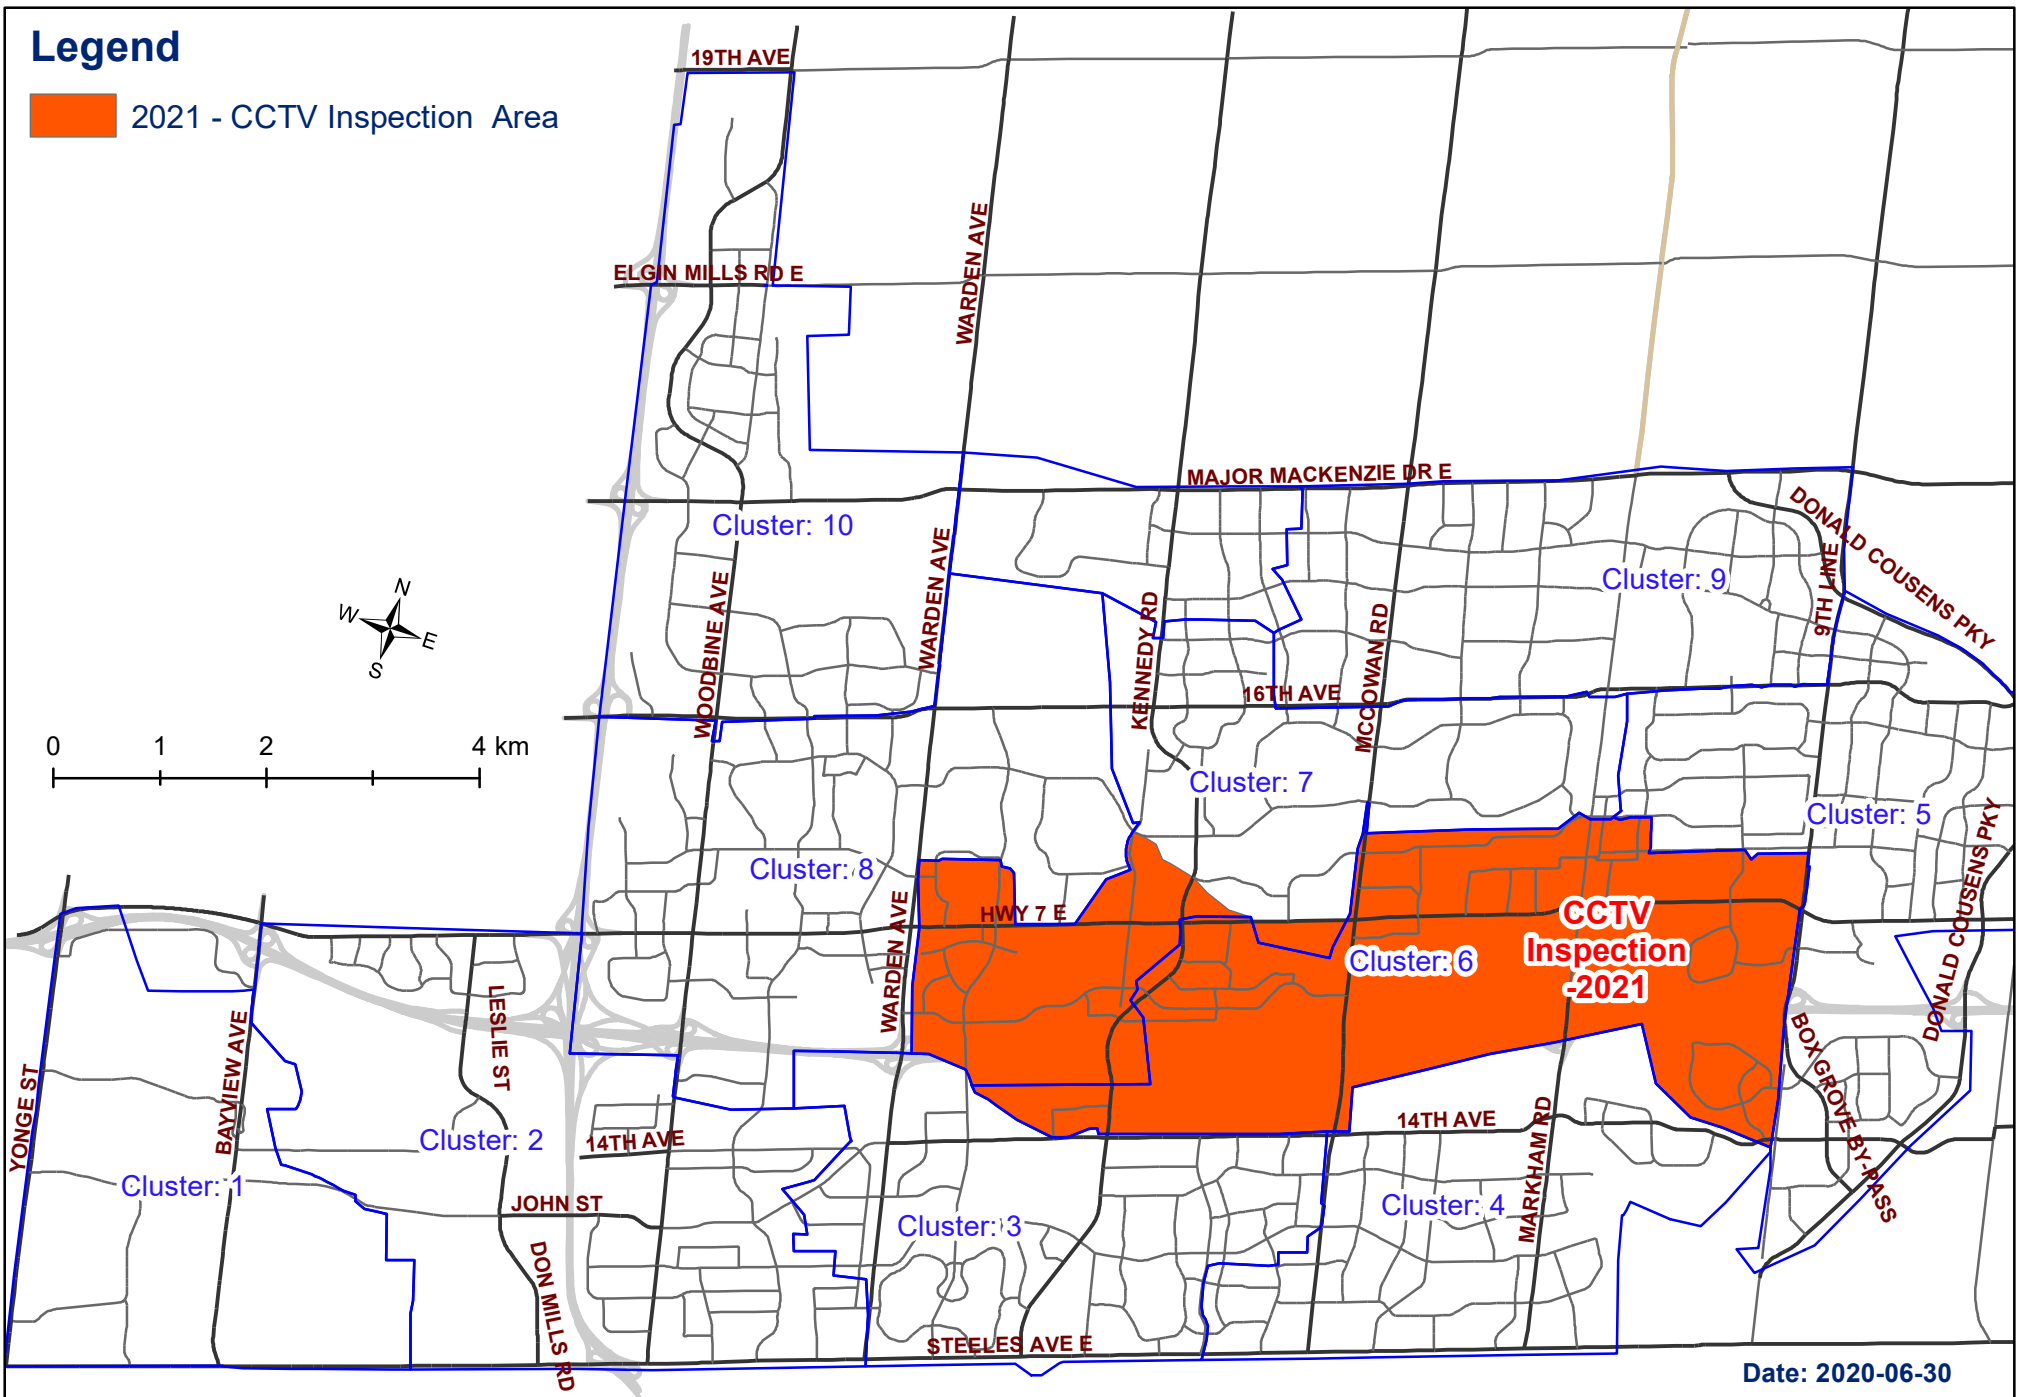 Legend
2021 - CCTV Inspection Area
19TH AVE
ELGIN MILLS RD E
WARDEN AVE
MAJOR MACKENZIE DR E
DONALD COUSENS PKY
Cluster: 10
WARDEN AVE
9TH LINE
Cluster: 9
N
W
E
S
WOODBINE AVE
KENNEDY RD
MCCOWAN RD
16TH AVE
0 1 2 4 km
Cluster: 7
Cluster: 5
DONALD COUSENS PKY
Cluster: 8
WARDEN AVE
HWY 7 E
CCTV
Inspection
-2021
Cluster: 6
LESLIE ST
BAYVIEW AVE
YONGE ST
BOX GROVE BY-PASS
14TH AVE
14TH AVE
MARKHAM RD
Cluster: 2
Cluster: 1
JOHN ST
Cluster: 3
Cluster: 4
DON MILLS RD
STEELES AVE E
Date: 2020-06-30